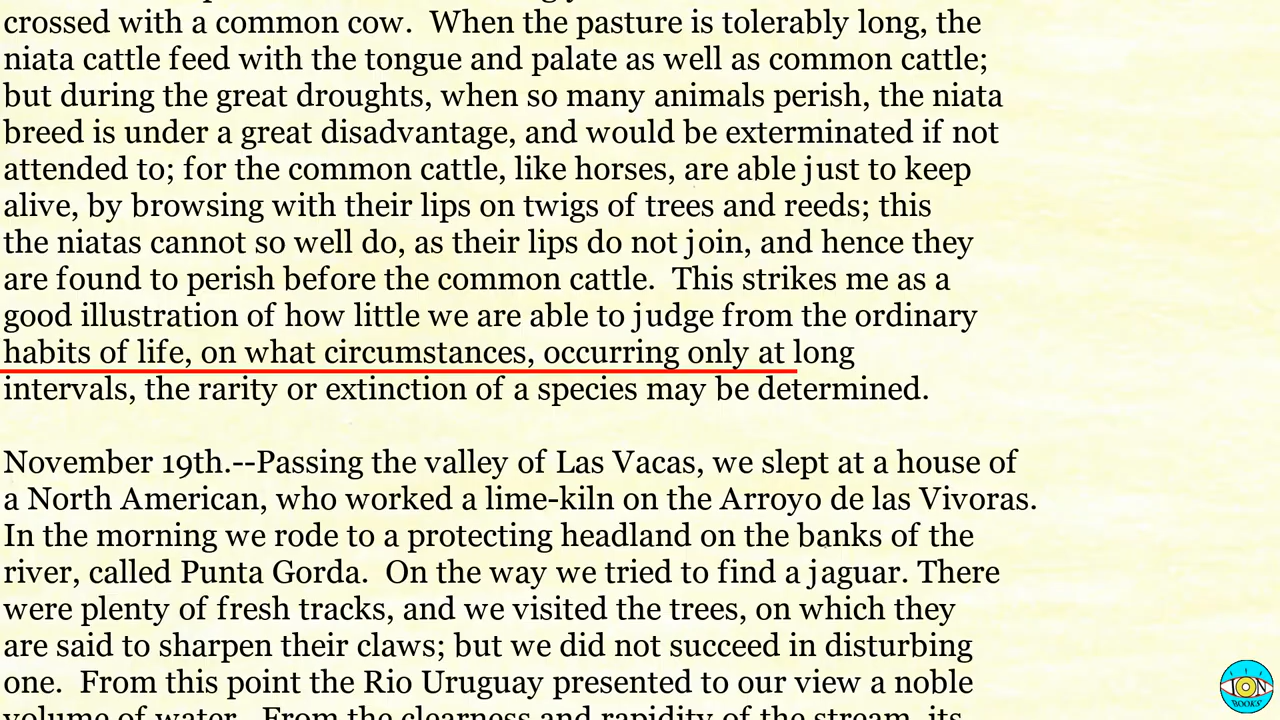 crossed with a common cow.  When the pasture is tolerably long, the
niata cattle feed with the tongue and palate as well as common cattle;
but during the great droughts, when so many animals perish, the niata
breed is under a great disadvantage, and would be exterminated if not
attended to; for the common cattle, like horses, are able just to keep
alive, by browsing with their lips on twigs of trees and reeds; this
the niatas cannot so well do, as their lips do not join, and hence they
are found to perish before the common cattle.  This strikes me as a
good illustration of how little we are able to judge from the ordinary
habits of life, on what circumstances, occurring only at long
intervals, the rarity or extinction of a species may be determined.
November 19th.--Passing the valley of Las Vacas, we slept at a house of
a North American, who worked a lime-kiln on the Arroyo de las Vivoras.
In the morning we rode to a protecting headland on the banks of the
river, called Punta Gorda.  On the way we tried to find a jaguar. There
were plenty of fresh tracks, and we visited the trees, on which they
are said to sharpen their claws; but we did not succeed in disturbing
one.  From this point the Rio Uruguay presented to our view a noble
volume of water.  From the clearness and rapidity of the stream, its
ION
BOOKS